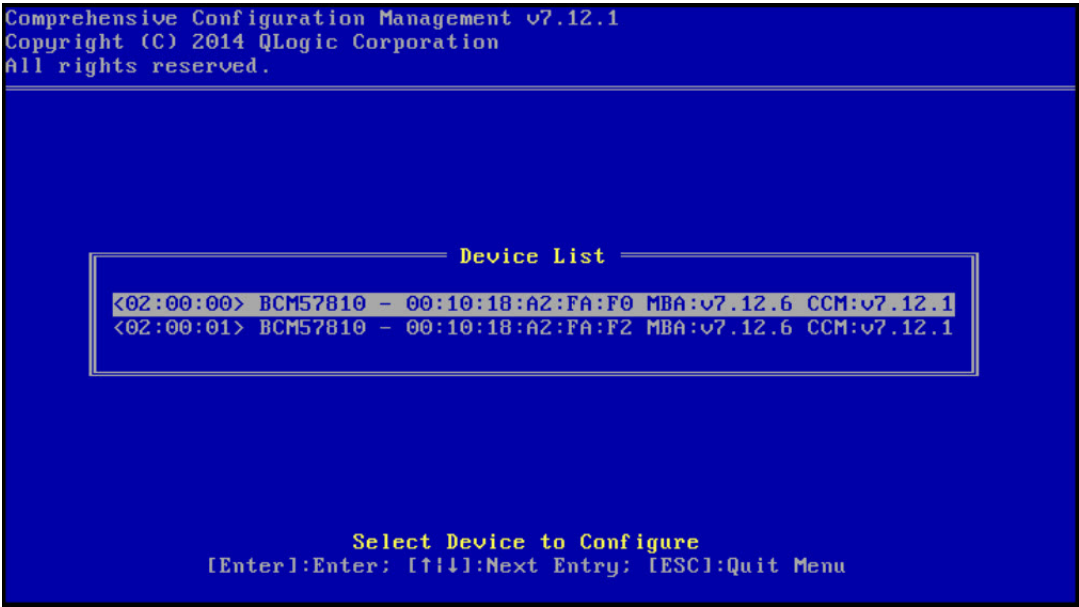 Comprehensive Configuration Management v7.12.1
Copyright (C) 2014 QLogic Corporation
All rights reserved.
Device List
<02:00:00> BCM57810 - 00:10:18:A2:FA:F0 MBA:v7.12.6 CCM:v7.12.1
<02:00:01> BCM57810 - 00:10:18:A2:FA:F2 MBA:v7.12.6 CCM:v7.12.1
Select Device to Configure
[Enter]:Enter; [↑¦↓]:Next Entry; [ESC]:Quit Menu